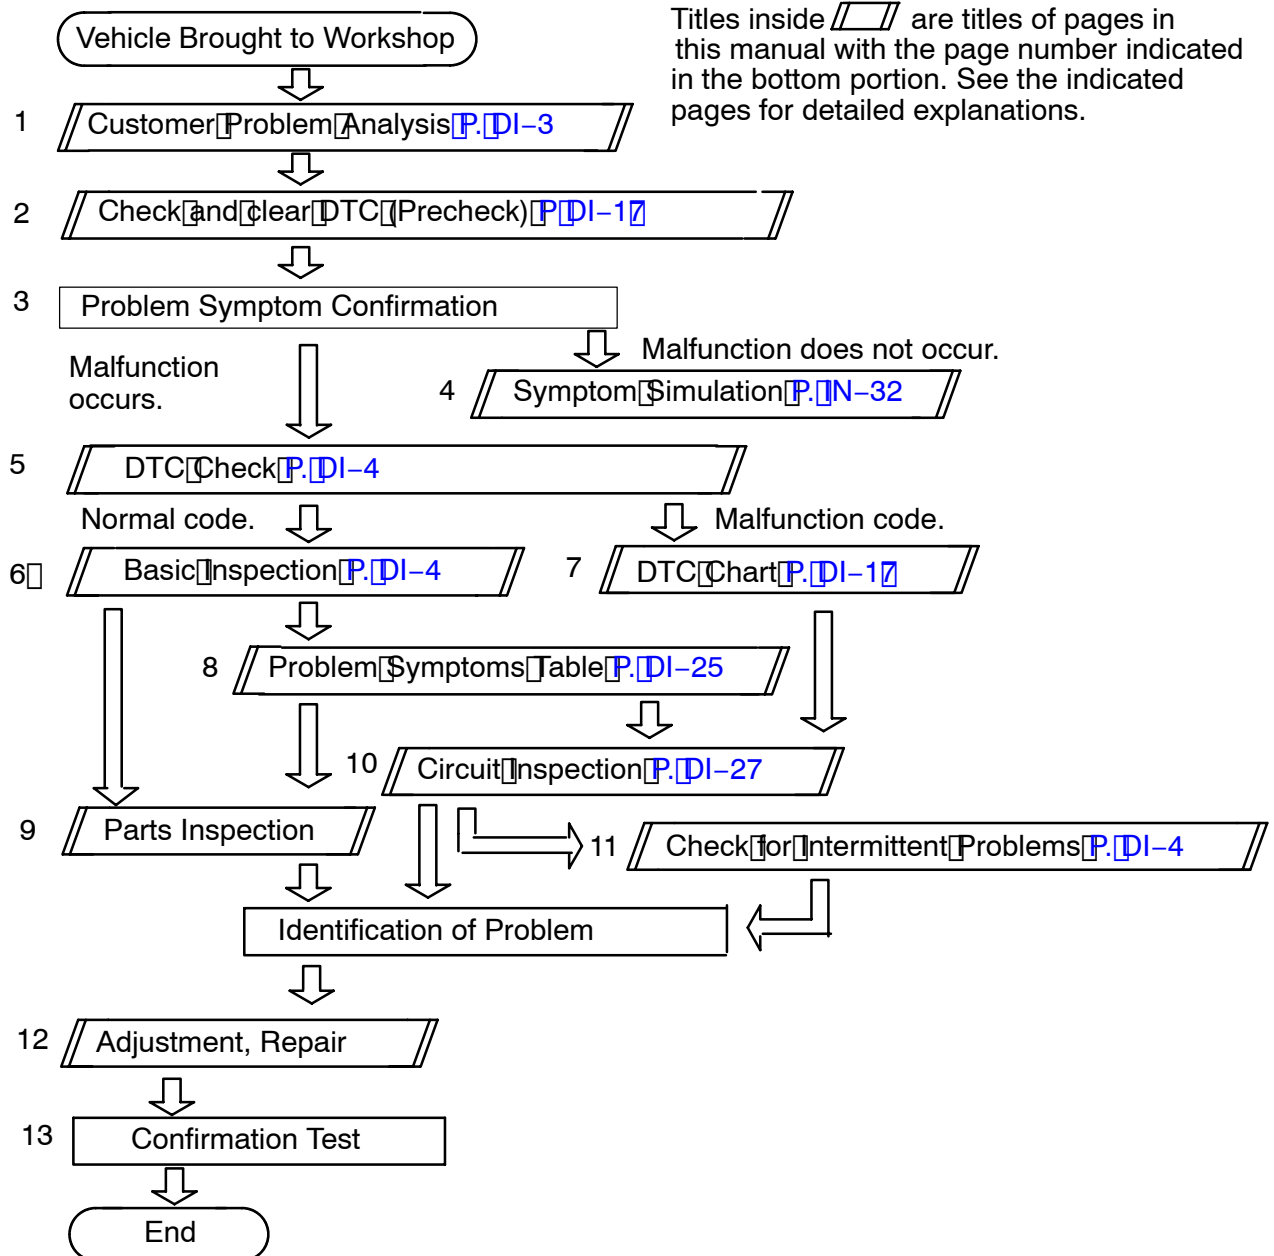 Vehicle Brought to Workshop
Titles inside are titles of pages in
this manual with the page number indicated
in the bottom portion. See the indicated
pages for detailed explanations.
1 Customer Problem Analysis P. DI–3
2 Check and clear DTC (Precheck) P DI–17
3 Problem Symptom Confirmation
Malfunction
occurs.
Malfunction does not occur.
4 Symptom Simulation P. IN–32
5 DTC Check P. DI–4
Normal code.
Malfunction code.
6 Basic Inspection P. DI–4
7 DTC Chart P. DI–17
8 Problem Symptoms Table P. DI–25
10 Circuit Inspection P. DI–27
9 Parts Inspection
11 Check for Intermittent Problems P. DI–4
Identification of Problem
12 Adjustment, Repair
13 Confirmation Test
End